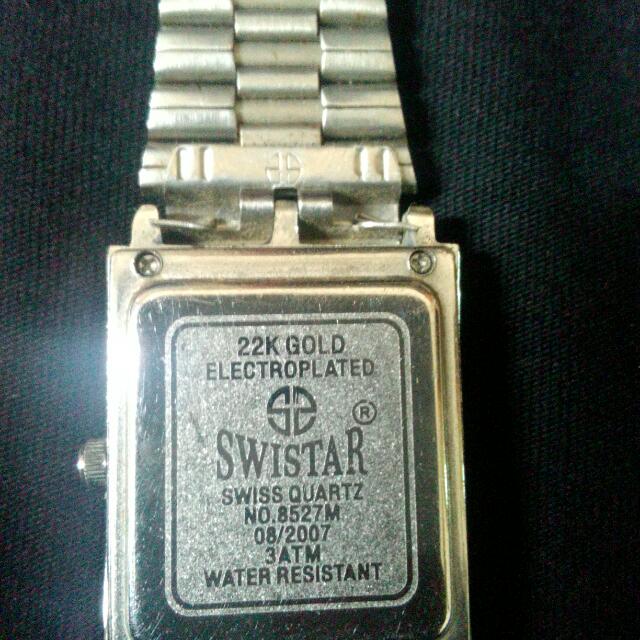 22K GOLD
ELECTROPLATED
®
SWISTAR
SWISS QUARTZ
NO.8527M
08/2007
3ATM
WATER RESISTANT